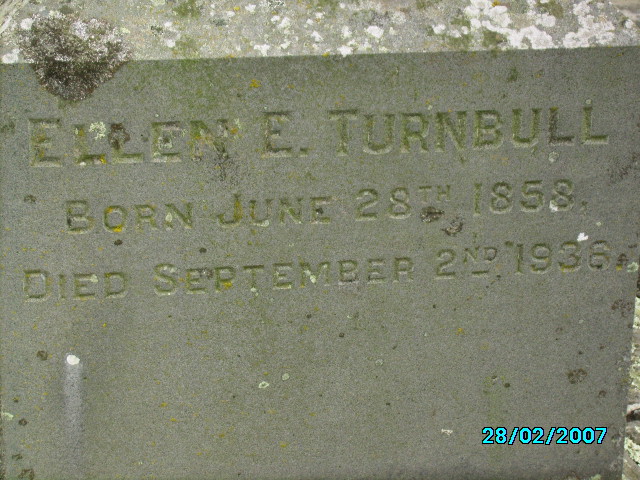 ELLEN E. TURNBULL
BORN JUNE 28TH 1858,
DIED SEPTEMBER 2ND 1936.
28/02/2007